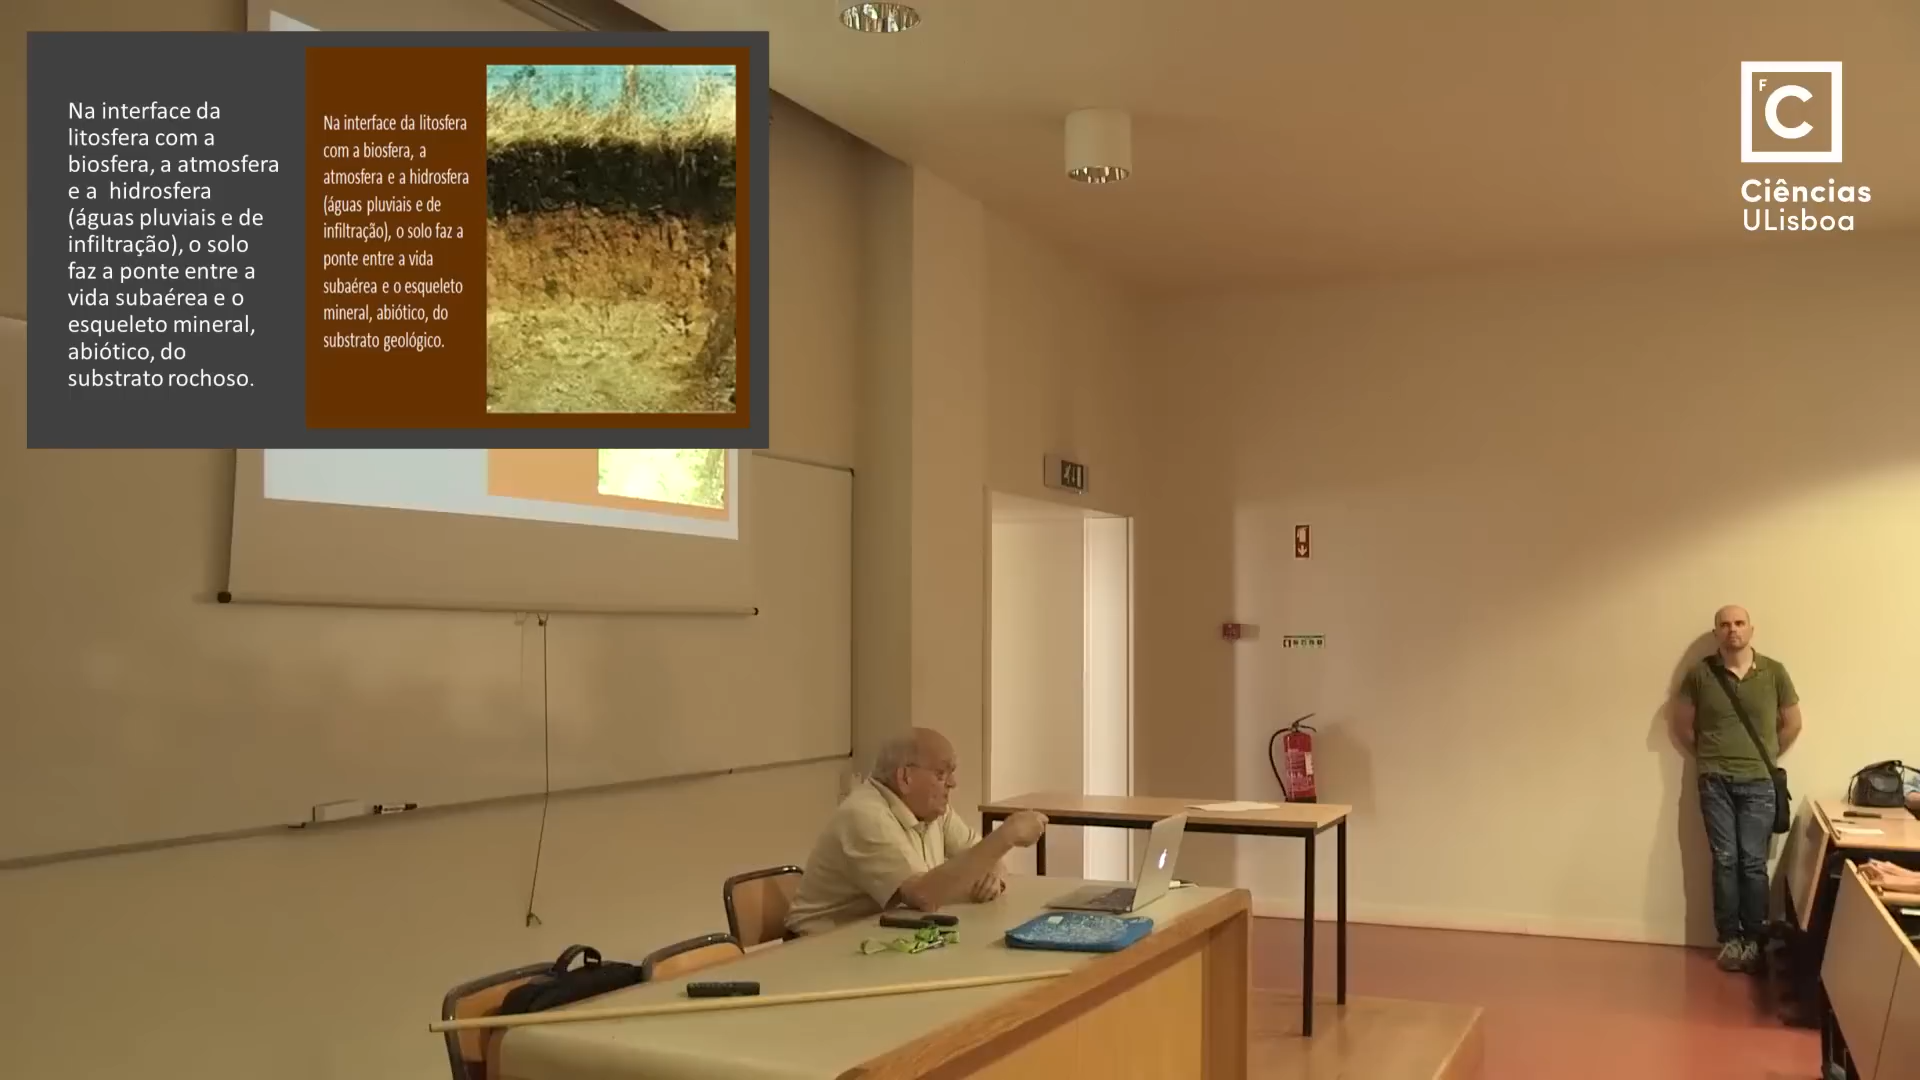 Na interface da
litosfera com a
biosfera, a atmosfera
e a hidrosfera
(águas pluviais e de
infiltração), o solo
faz a ponte entre a
vida subaérea e o
esqueleto mineral,
abiótico, do
substrato rochoso.
Na interface da litosfera
com a biosfera, a
atmosfera e a hidrosfera
(águas pluviais e de
infiltração), o solo faz a
ponte entre a vida
subaérea e o esqueleto
mineral, abiótico, do
substrato geológico.
F
C
Ciências
ULisboa